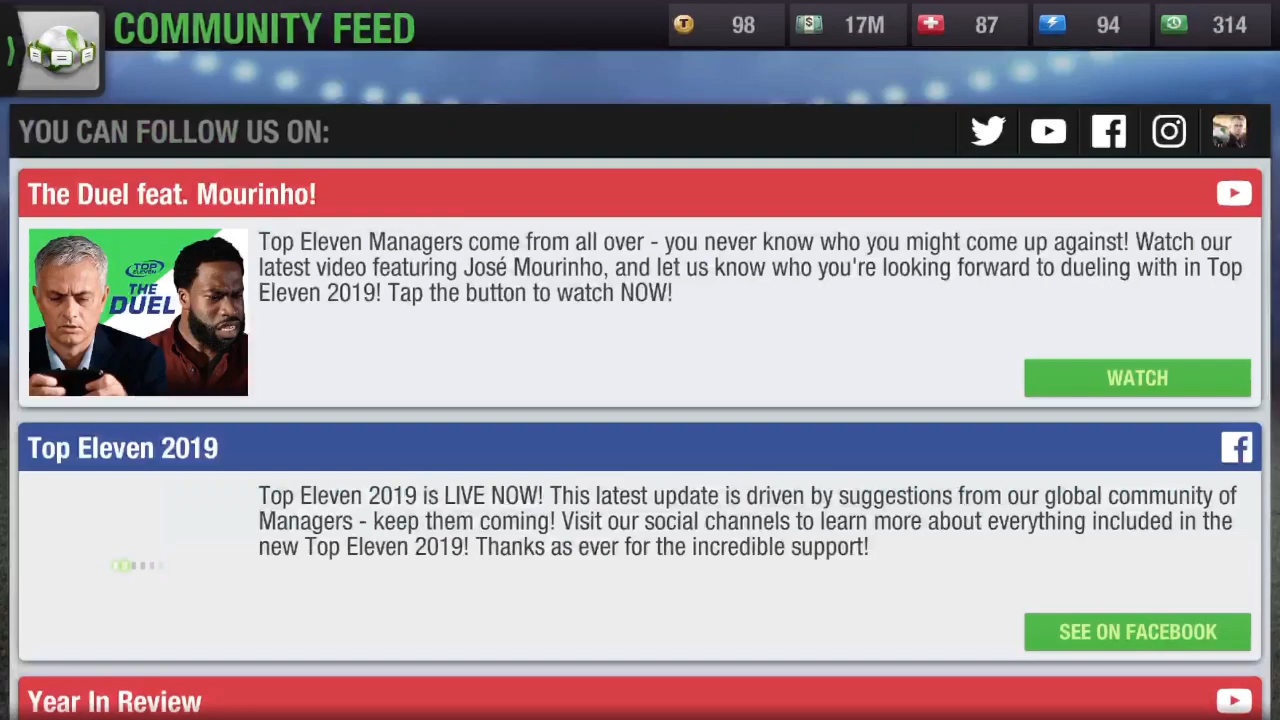 COMMUNITY FEED
T 98 $ 17M 87 94 314
YOU CAN FOLLOW US ON:
The Duel feat. Mourinho!
TOP ELEVEN
THE DUEL
Top Eleven Managers come from all over - you never know who you might come up against! Watch our
latest video featuring José Mourinho, and let us know who you're looking forward to dueling with in Top
Eleven 2019! Tap the button to watch NOW!
WATCH
Top Eleven 2019
Top Eleven 2019 is LIVE NOW! This latest update is driven by suggestions from our global community of
Managers - keep them coming! Visit our social channels to learn more about everything included in the
new Top Eleven 2019! Thanks as ever for the incredible support!
SEE ON FACEBOOK
Year In Review